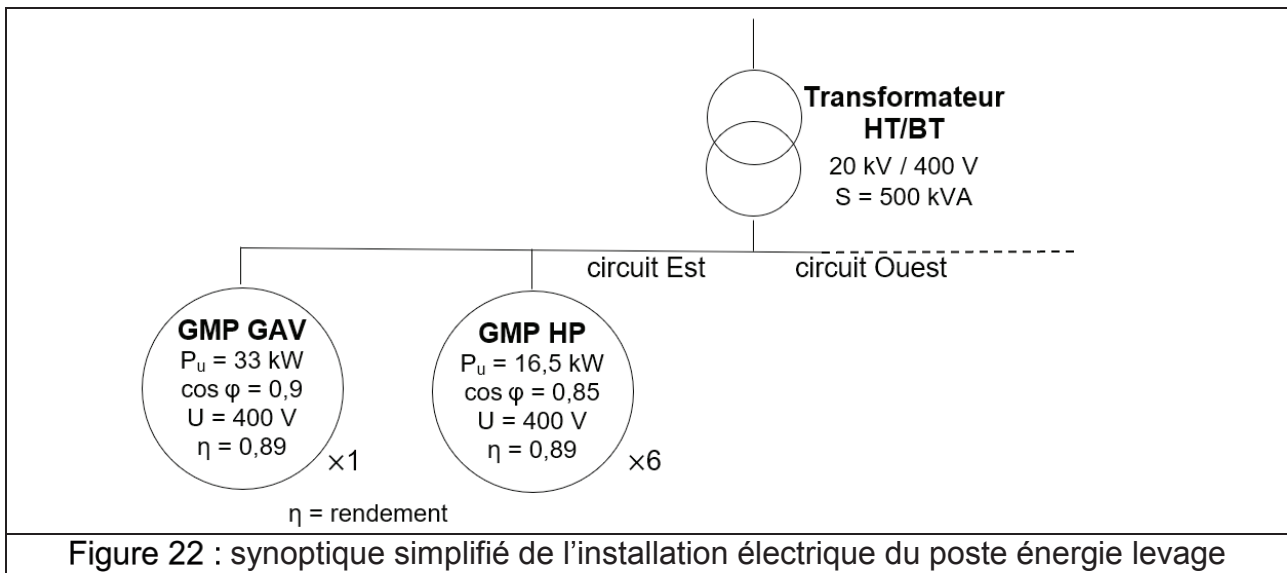 Transformateur
HT/BT
20 kV / 400 V
S = 500 kVA
circuit Est
circuit Ouest
GMP GAV
Pu = 33 kW
cos φ = 0,9
U = 400 V
η = 0,89
×1
GMP HP
Pu = 16,5 kW
cos φ = 0,85
U = 400 V
η = 0,89
×6
η = rendement
Figure 22 : synoptique simplifié de l’installation électrique du poste énergie levage